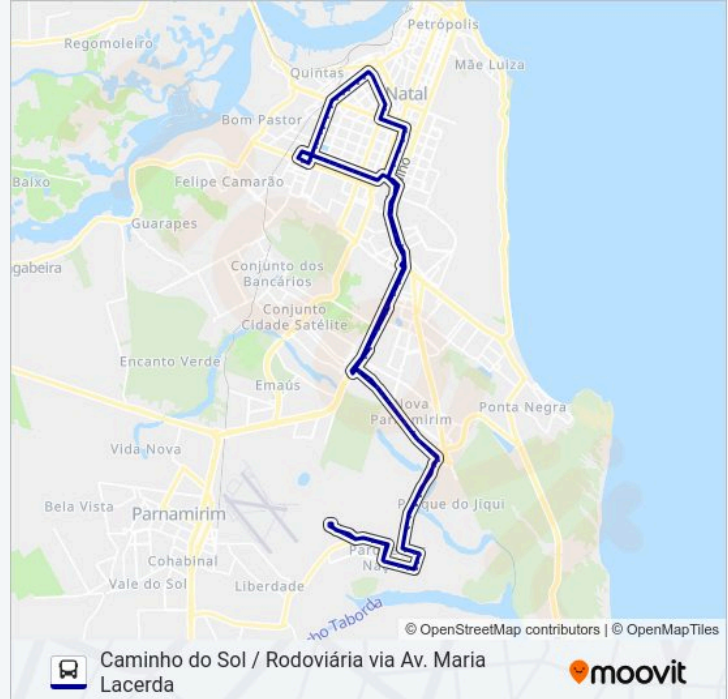 Petrópolis
Regomoleiro
Mãe Luiza
Quintas
Natal
Bom Pastor
Felipe Camarão
Baixo
Guarapes
gabeira
Conjunto dos
Bancários
Conjunto
Cidade Satélite
Encanto Verde
Emaús
Nova
Parnamirim
Ponta Negra
Vida Nova
Bela Vista
Parnamirim
Parque do Jiqui
Cohabinal
Vale do Sol
Liberdade
ho Taborda
© OpenStreetMap contributors | © OpenMapTiles
Caminho do Sol / Rodoviária via Av. Maria
Lacerda
moovit